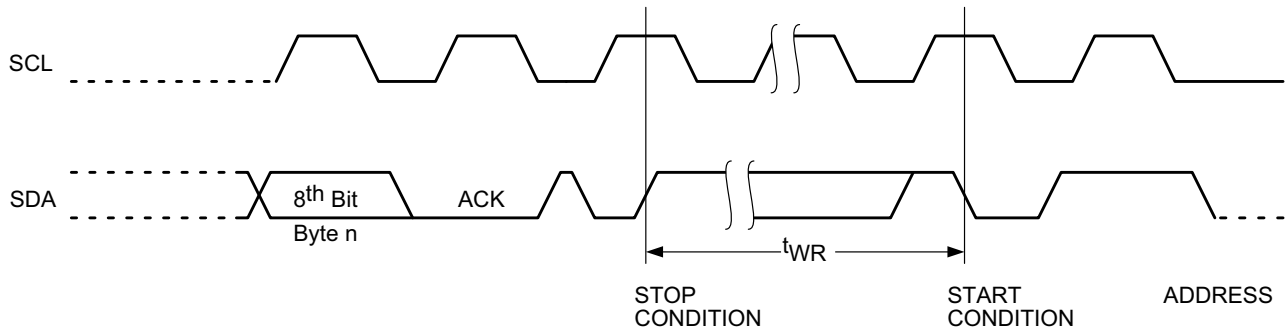 SCL
SDA
8th Bit
ACK
Byte n
tWR
STOP
CONDITION
START
CONDITION
ADDRESS